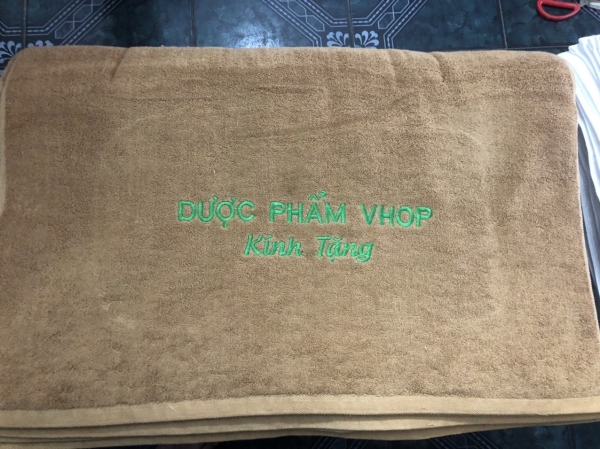 DƯỢC PHẨM VHOP
Kính Tặng